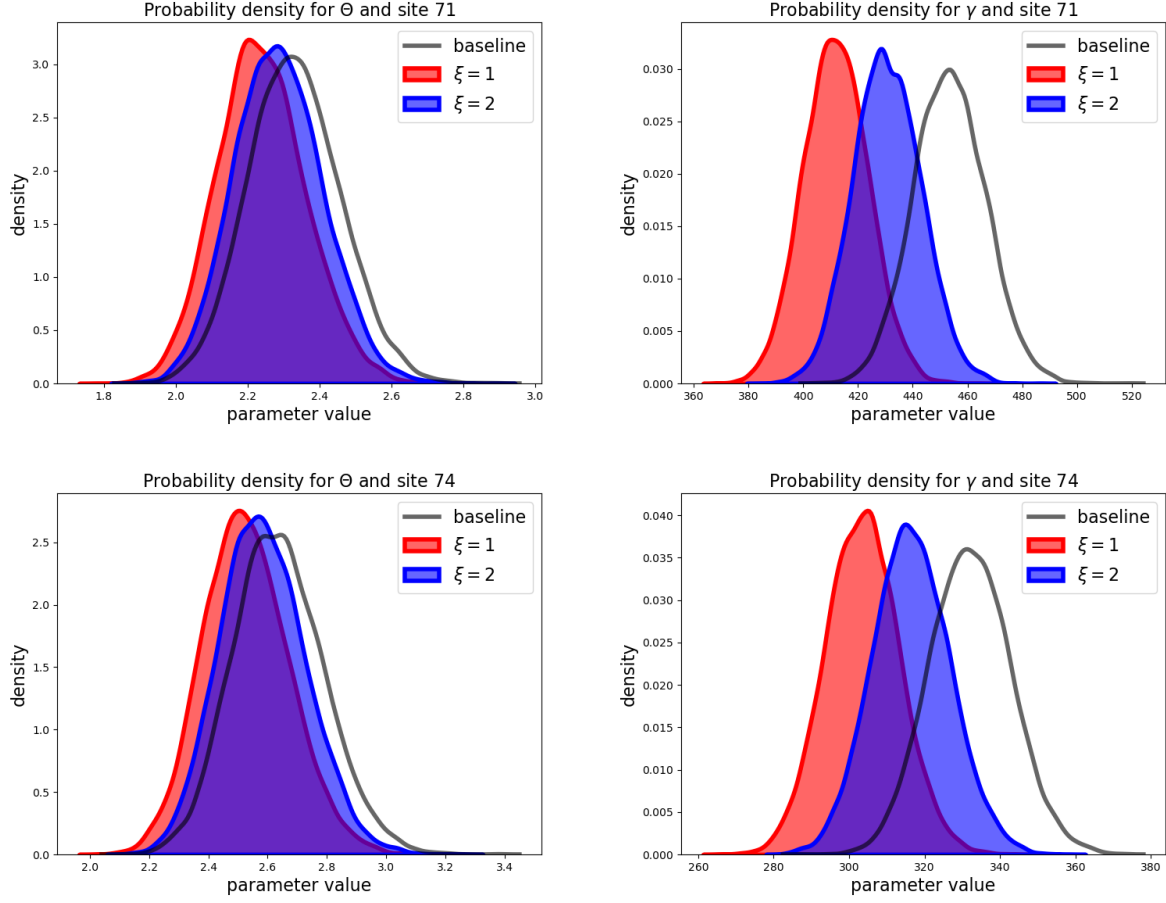 Probability density for Θ and site 71
3.0
2.5
2.0
1.5
1.0
0.5
0.0
density
baseline
ξ = 1
ξ = 2
1.8 2.0 2.2 2.4 2.6 2.8 3.0
parameter value
Probability density for γ and site 71
0.030
0.025
0.020
0.015
0.010
0.005
0.000
density
baseline
ξ = 1
ξ = 2
360 380 400 420 440 460 480 500 520
parameter value
Probability density for Θ and site 74
2.5
2.0
1.5
1.0
0.5
0.0
density
baseline
ξ = 1
ξ = 2
2.0 2.2 2.4 2.6 2.8 3.0 3.2 3.4
parameter value
Probability density for γ and site 74
0.040
0.035
0.030
0.025
0.020
0.015
0.010
0.005
0.000
density
baseline
ξ = 1
ξ = 2
260 280 300 320 340 360 380
parameter value